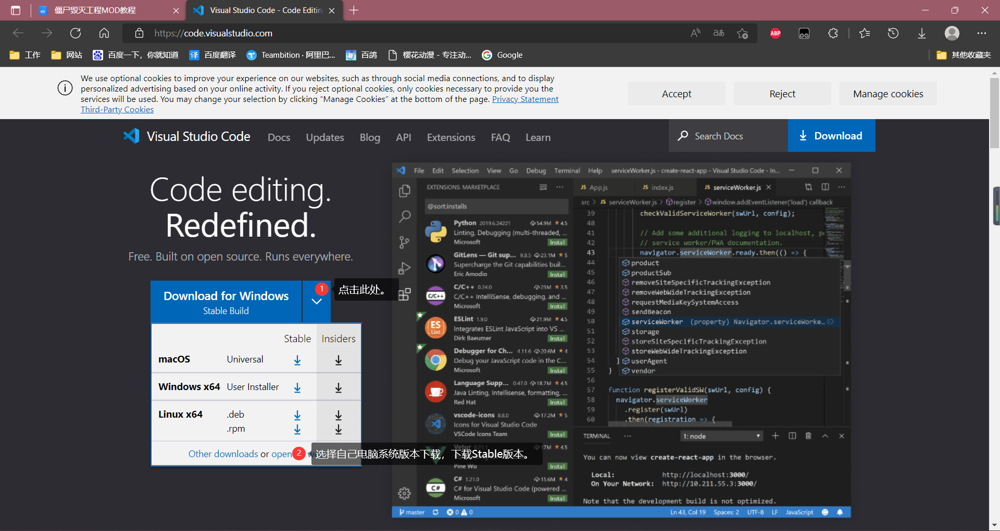 僵尸毁灭工程MOD教程
Visual Studio Code - Code Editin
https://code.visualstudio.com
ABP
工作
网站
百度一下，你就知道
译 百度翻译
Teambition · 阿里巴...
百鸽
樱花动漫 - 专注动...
Google
其他收藏夹
We use optional cookies to improve your experience on our websites, such as through social media connections, and to display
personalized advertising based on your online activity. If you reject optional cookies, only cookies necessary to provide you the
services will be used. You may change your selection by clicking “Manage Cookies” at the bottom of the page. Privacy Statement
Third-Party Cookies
Accept
Reject
Manage cookies
Visual Studio Code
Docs
Updates
Blog
API
Extensions
FAQ
Learn
Search Docs
Download
Code editing.
Redefined.
Free. Built on open source. Runs everywhere.
Download for Windows
Stable Build
1
点击此处。
Stable Insiders
macOS Universal
Windows x64 User Installer
Linux x64 .deb
.rpm
Other downloads or open
2
选择自己电脑系统版本下载，下载Stable版本。
File Edit Selection View Go Debug Terminal Help serviceWorker.js - create-react-app - Visual Studio Code - In...
EXTENSIONS: MARKETPLACE
@sort:installs
Python 2019.6.24221 54.9M ★ 4.5
Linting, Debugging (multi-threaded, ...
Microsoft Install
GitLens — Git sup... 9.8.5 23.1M ★ 5
Supercharge the Git capabilities buil...
Eric Amodio Install
C/C++ 0.24.0 23M ★ 3.5
C/C++ IntelliSense, debugging, and ...
Microsoft Install
ESLint 1.9.0 21.9M ★ 4.5
Integrates ESLint JavaScript into VS ...
Dirk Baeumer Install
Debugger for Ch... 4.11.6 20.6M ★ 4
Debug your JavaScript code in the C...
Microsoft Install
Language Supp... 0.47.0 18.7M ★ 4.5
Java Linting, Intellisense, formatting, ...
Red Hat Install
vscode-icons 8.8.0 17.2M ★ 5
Icons for Visual Studio Code
VSCode Icons Team Install
Vetur 0.21.1 17M ★ 4.5
Pine Wu Install
C# 1.21.0 15.6M ★ 4
C# for Visual Studio Code (powered ...
Microsoft Install
JS App.js
JS index.js
JS serviceWorker.js
src > JS serviceWorker.js > register > window.addEventListener('load') callback
39 checkValidServiceWorker(swUrl, config);
40
41 // Add some additional logging to localhost, p
42 // service worker/PWA documentation.
43 navigator.serviceWorker.ready.then(() => {
44 product
45 productSub
46 removeSiteSpecificTrackingException
47 removeWebWideTrackingException
48 requestMediaKeySystemAccess
49 sendBeacon
50 serviceWorker (property) Navigator.serviceWorke...
51 storage
52 storeSiteSpecificTrackingException
53 storeWebWideTrackingException
54 ] userAgent
55 } vendor
56
57 function registerValidSW(swUrl, config) {
58 navigator.serviceWorker
59 .register(swUrl)
60 .then(registration => {
TERMINAL ... 1: node
You can now view create-react-app in the browser.
Local: http://localhost:3000/
On Your Network: http://10.211.55.3:3000/
Note that the development build is not optimized.
master 0 0 Ln 43, Col 19 Spaces: 2 UTF-8 LF JavaScript